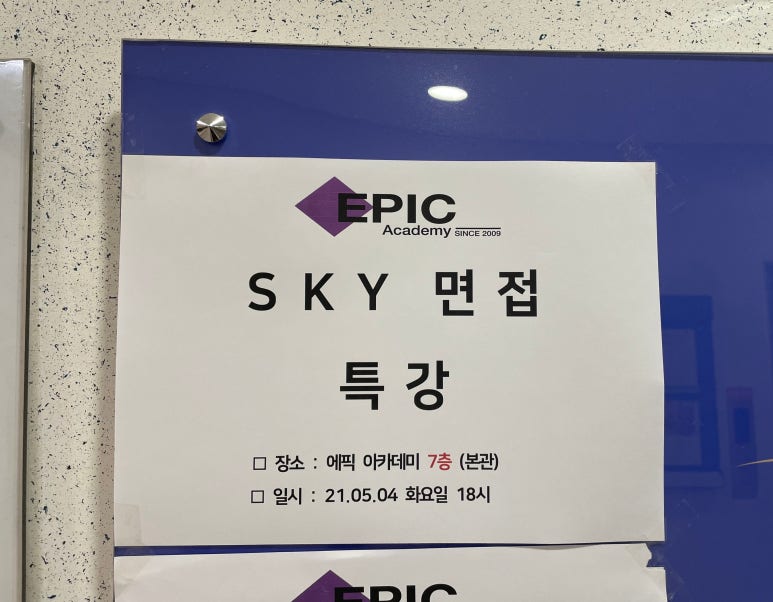 EPIC
Academy SINCE 2009
SKY 면접
특강
□ 장소 : 에픽 아카데미 7층 (본관)
□ 일시 : 21.05.04 화요일 18시
EPIC